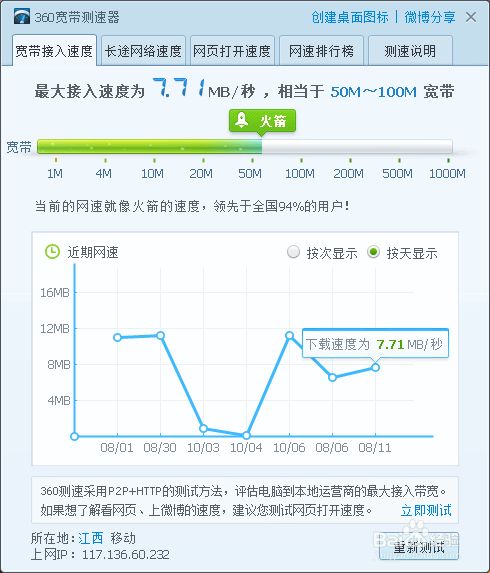 360宽带测速器
创建桌面图标 | 微博分享
宽带接入速度 长途网络速度 网页打开速度 网速排行榜 测速说明
最大接入速度为 7.71MB/秒 ，相当于 50M～100M 宽带
火箭
宽带
1M 4M 10M 20M 50M 100M 200M 500M 1000M
当前的网速就像火箭的速度，领先于全国94%的用户！
近期网速 按次显示 按天显示
16MB
12MB
下载速度为 7.71 MB/秒
8MB
4MB
08/01 08/30 10/03 10/04 10/06 08/06 08/11
360测速采用P2P+HTTP的测试方法，评估电脑到本地运营商的最大接入带宽。
如果想了解看网页、上微博的速度，建议您测试网页打开速度。 立即测试
所在地:江西 移动
上网IP：117.136.60.232
重新测试